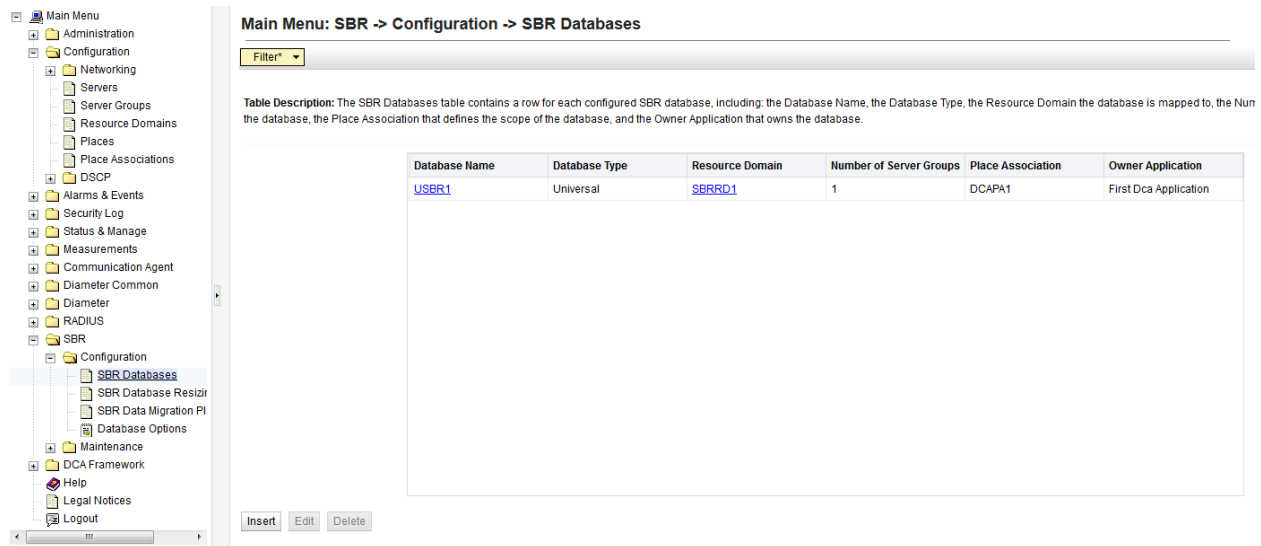 Main Menu
Administration
Configuration
Networking
Servers
Server Groups
Resource Domains
Places
Place Associations
DSCP
Alarms & Events
Security Log
Status & Manage
Measurements
Communication Agent
Diameter Common
Diameter
RADIUS
SBR
Configuration
SBR Databases
SBR Database Resizin
SBR Data Migration Pl
Database Options
Maintenance
DCA Framework
Help
Legal Notices
Logout
Main Menu: SBR -> Configuration -> SBR Databases
Filter*
Table Description: The SBR Databases table contains a row for each configured SBR database, including: the Database Name, the Database Type, the Resource Domain the database is mapped to, the Num
the database, the Place Association that defines the scope of the database, and the Owner Application that owns the database.
Database Name Database Type Resource Domain Number of Server Groups Place Association Owner Application
USBR1 Universal SBRRD1 1 DCAPA1 First Dca Application
Insert Edit Delete